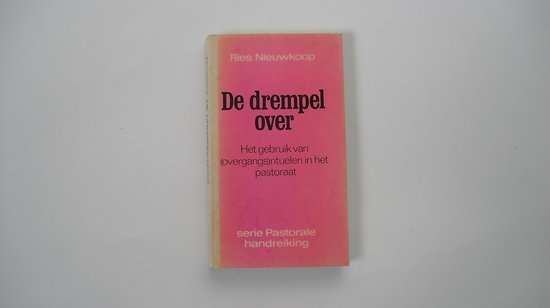 Ries Nieuwkoop
De drempel
over
Het gebruik van
(overgangs)rituelen in het
pastoraat
serie Pastorale
handreiking